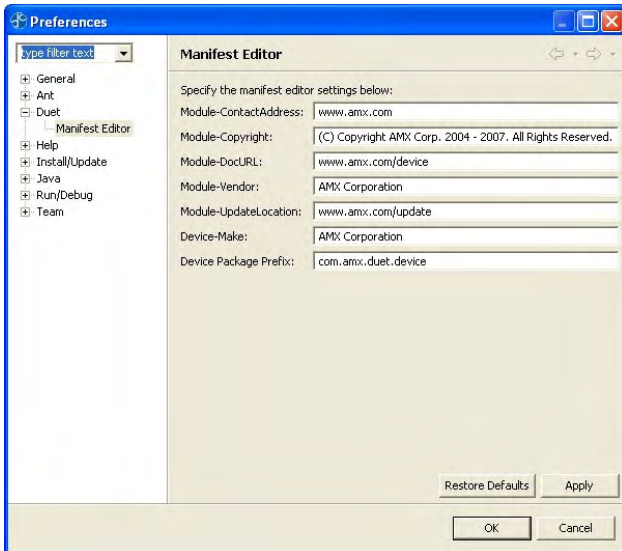 Preferences
type filter text
General
Ant
Duet
Manifest Editor
Help
Install/Update
Java
Run/Debug
Team
Manifest Editor
Specify the manifest editor settings below:
Module-ContactAddress: www.amx.com
Module-Copyright: (C) Copyright AMX Corp. 2004 - 2007. All Rights Reserved.
Module-DocURL: www.amx.com/device
Module-Vendor: AMX Corporation
Module-UpdateLocation: www.amx.com/update
Device-Make: AMX Corporation
Device Package Prefix: com.amx.duet.device
Restore Defaults Apply
OK Cancel